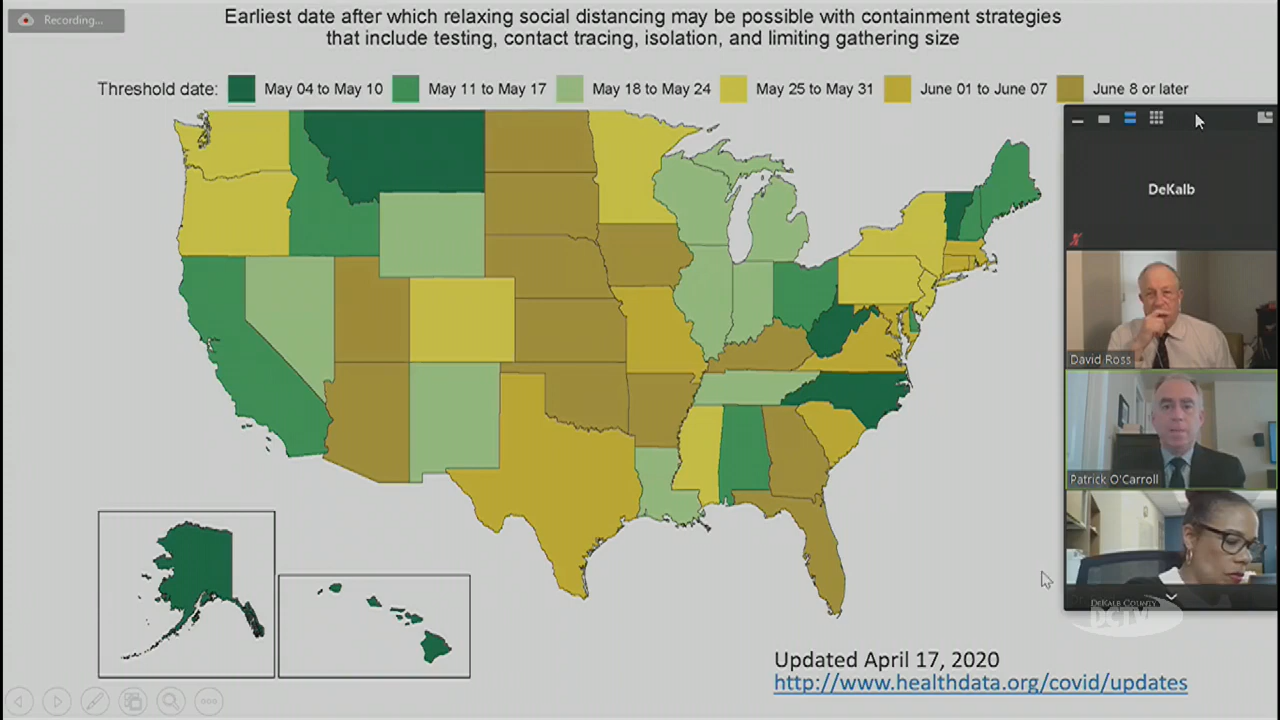 Recording...
Earliest date after which relaxing social distancing may be possible with containment strategies
that include testing, contact tracing, isolation, and limiting gathering size
Threshold date: May 04 to May 10 May 11 to May 17 May 18 to May 24 May 25 to May 31 June 01 to June 07 June 8 or later
DeKalb
David Ross
Patrick O'Carroll
DeKalb County
DCTV
Updated April 17, 2020
http://www.healthdata.org/covid/updates